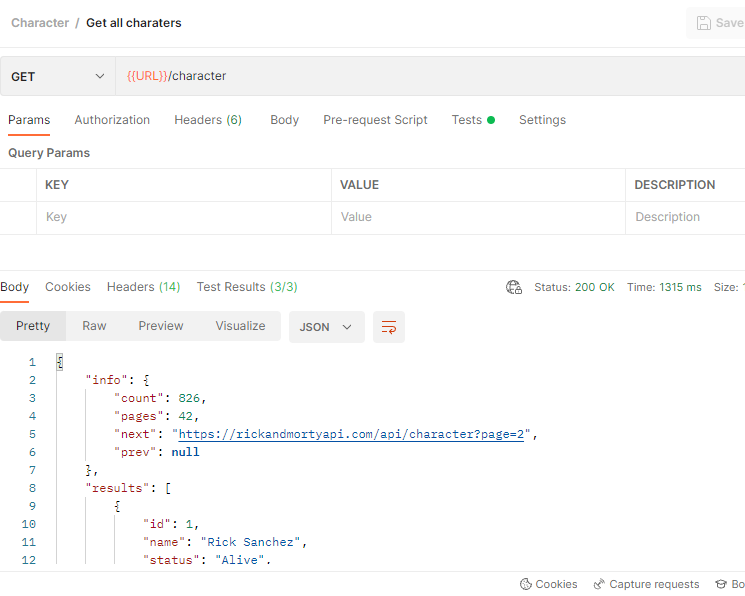 Character / Get all charaters
Save
GET {{URL}}/character
Params Authorization Headers (6) Body Pre-request Script Tests Settings
Query Params
KEY VALUE DESCRIPTION
Key Value Description
Body Cookies Headers (14) Test Results (3/3) Status: 200 OK Time: 1315 ms Size: 1
Pretty Raw Preview Visualize JSON
1 {
2 "info": {
3 "count": 826,
4 "pages": 42,
5 "next": "https://rickandmortyapi.com/api/character?page=2",
6 "prev": null
7 },
8 "results": [
9 {
10 "id": 1,
11 "name": "Rick Sanchez",
12 "status": "Alive",
Cookies Capture requests Bo